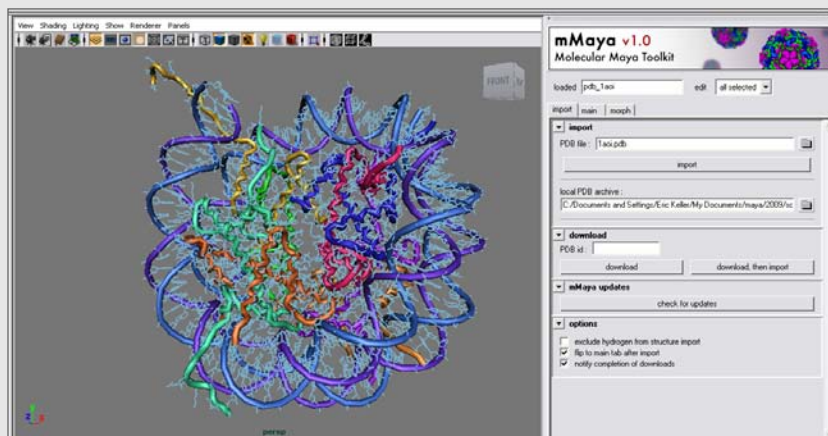 View Shading Lighting Show Renderer Panels
FRONT
persp
mMaya v1.0
Molecular Maya Toolkit
loaded pdb_1aoi edit all selected
import main morph
import
PDB file : 1aoi.pdb
import
local PDB archive :
C:/Documents and Settings/Eric Keller/My Documents/maya/2009/sc
download
PDB id :
download download, then import
mMaya updates
check for updates
options
exclude hydrogen from structure import
flip to main tab after import
notify completion of downloads